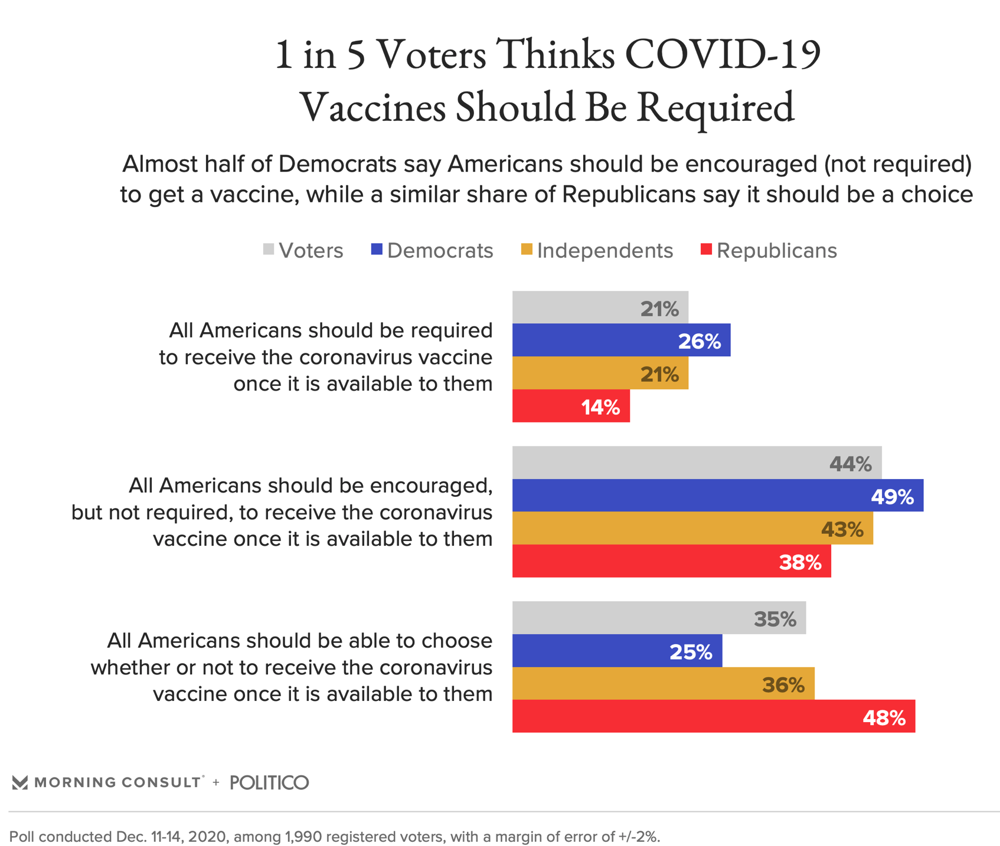 1 in 5 Voters Thinks COVID-19
Vaccines Should Be Required
Almost half of Democrats say Americans should be encouraged (not required)
to get a vaccine, while a similar share of Republicans say it should be a choice
Voters Democrats Independents Republicans
All Americans should be required
to receive the coronavirus vaccine
once it is available to them
21%
26%
21%
14%
All Americans should be encouraged,
but not required, to receive the coronavirus
vaccine once it is available to them
44%
49%
43%
38%
All Americans should be able to choose
whether or not to receive the coronavirus
vaccine once it is available to them
35%
25%
36%
48%
MORNING CONSULT® + POLITICO
Poll conducted Dec. 11-14, 2020, among 1,990 registered voters, with a margin of error of +/-2%.